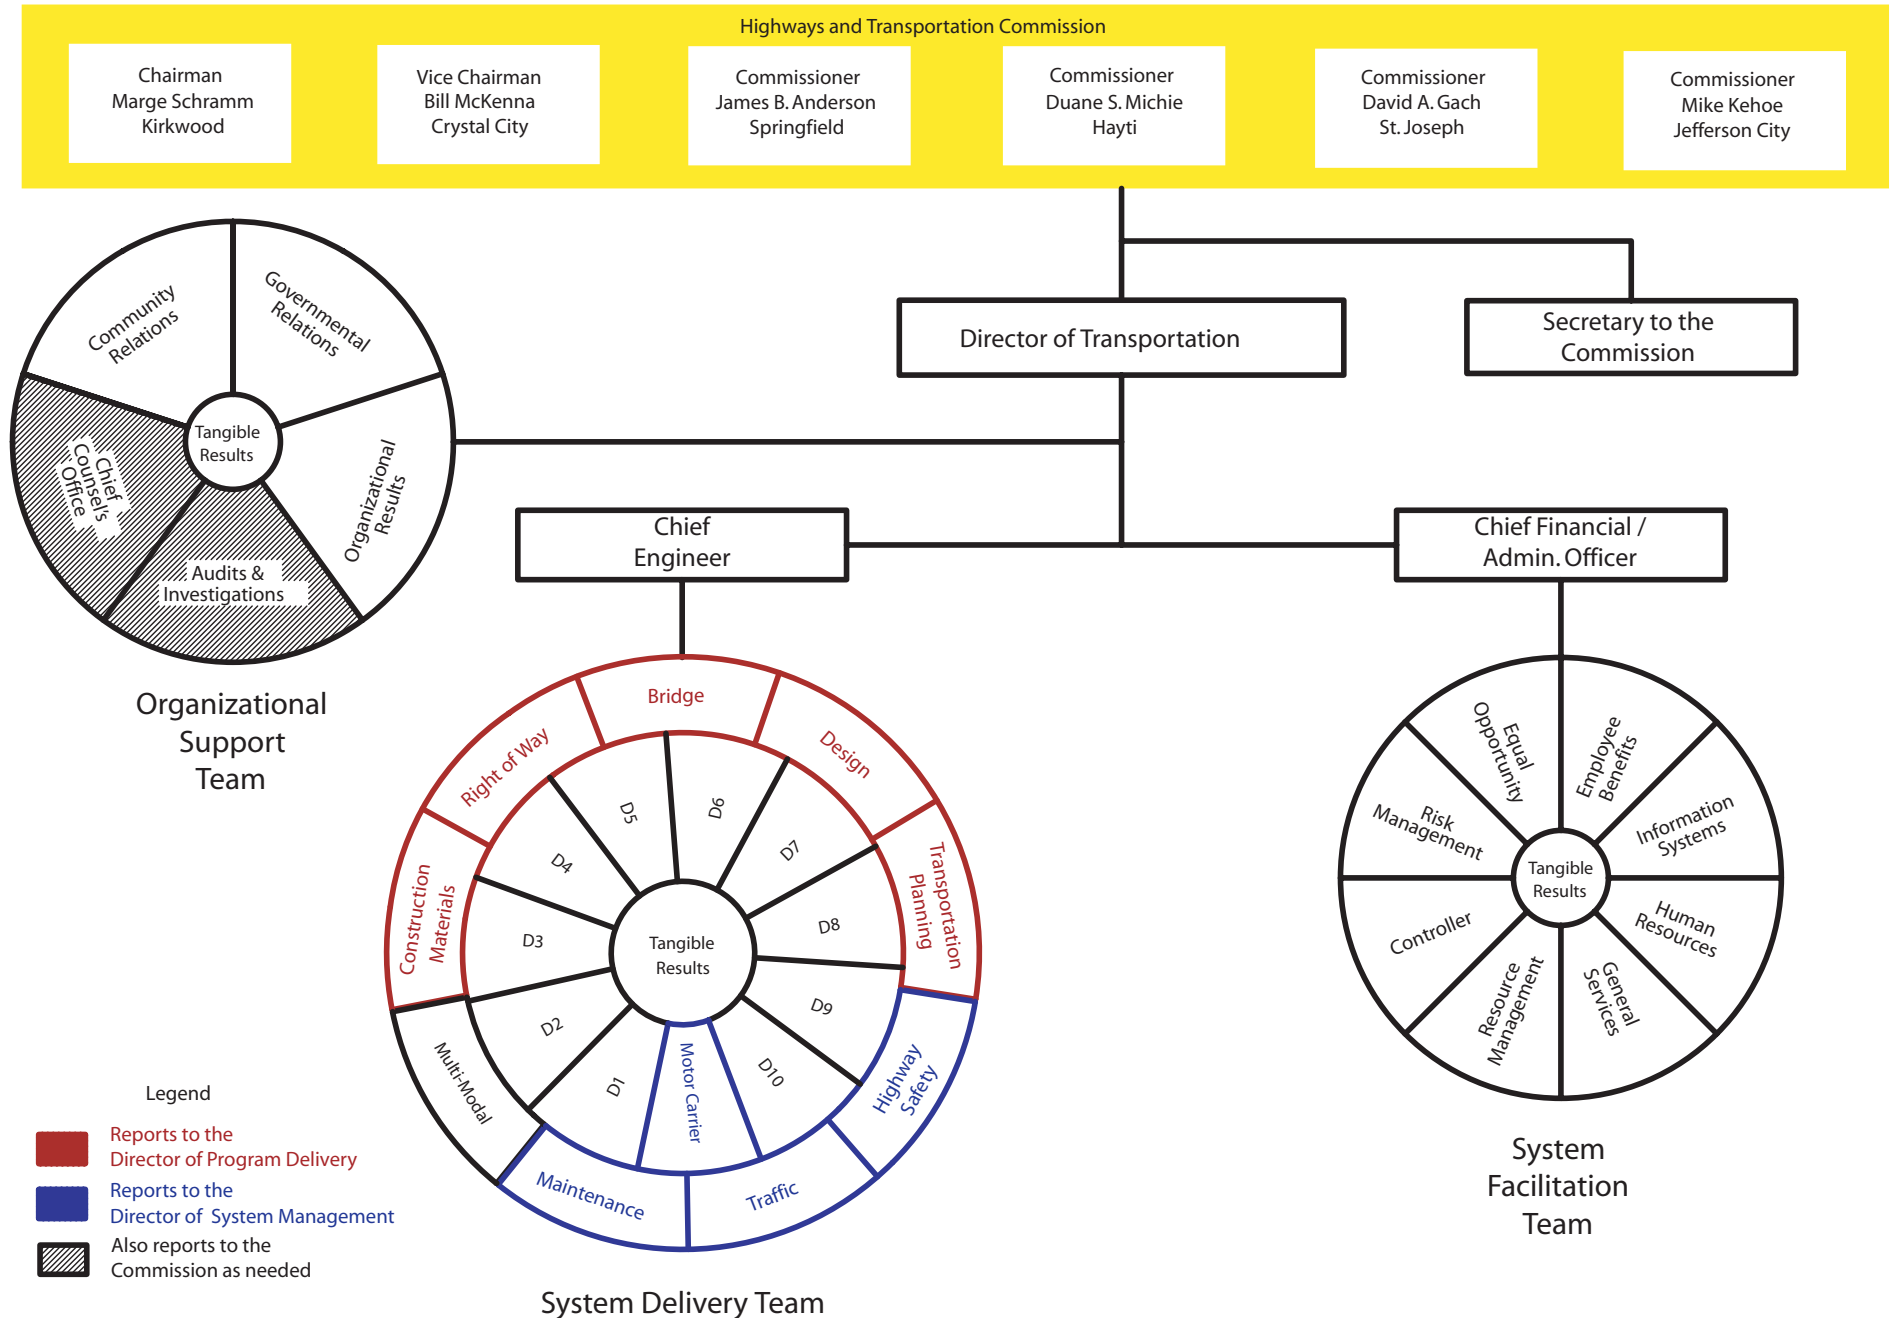 Highways and Transportation Commission
Chairman
Marge Schramm
Kirkwood
Vice Chairman
Bill McKenna
Crystal City
Commissioner
James B. Anderson
Springfield
Commissioner
Duane S. Michie
Hayti
Commissioner
David A. Gach
St. Joseph
Commissioner
Mike Kehoe
Jefferson City
Director of Transportation
Secretary to the
Commission
Community
Relations
Governmental
Relations
Organizational
Results
Audits &
Investigations
Chief
Counsel's
Office
Tangible
Results
Organizational
Support
Team
Chief
Engineer
Chief Financial /
Admin. Officer
Bridge
Design
Transportation
Planning
Highway
Safety
Traffic
Maintenance
Multi-Modal
Construction
Materials
Right of Way
D1
D2
D3
D4
D5
D6
D7
D8
D9
D10
Motor Carrier
Tangible
Results
System Delivery Team
Equal
Opportunity
Employee
Benefits
Information
Systems
Human
Resources
General
Services
Resource
Management
Controller
Risk
Management
Tangible
Results
System
Facilitation
Team
Legend
Reports to the
Director of Program Delivery
Reports to the
Director of System Management
Also reports to the
Commission as needed